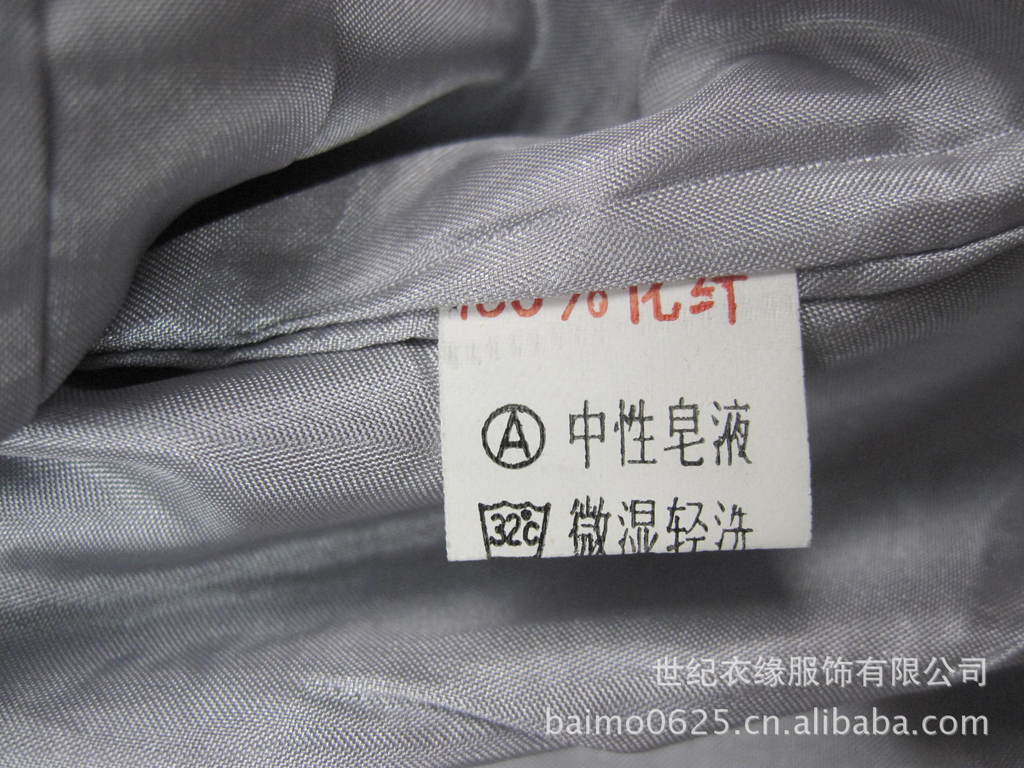 100%化纤
Ⓐ 中性皂液
32°C 微湿轻洗
世纪衣缘服饰有限公司
baimo0625.cn.alibaba.com